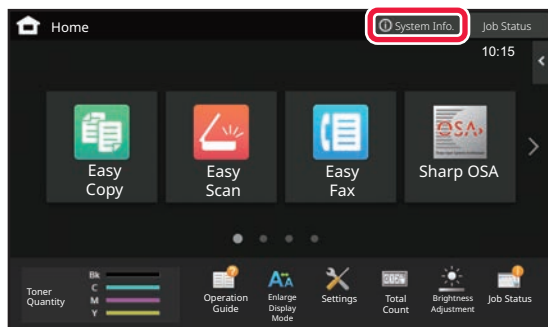 Home
System Info.
Job Status
10:15
Easy
Copy
Easy
Scan
Easy
Fax
OSA
Sharp OSA
Toner
Quantity
Bk
C
M
Y
Operation
Guide
Enlarge
Display
Mode
Settings
Total
Count
Brightness
Adjustment
Job Status